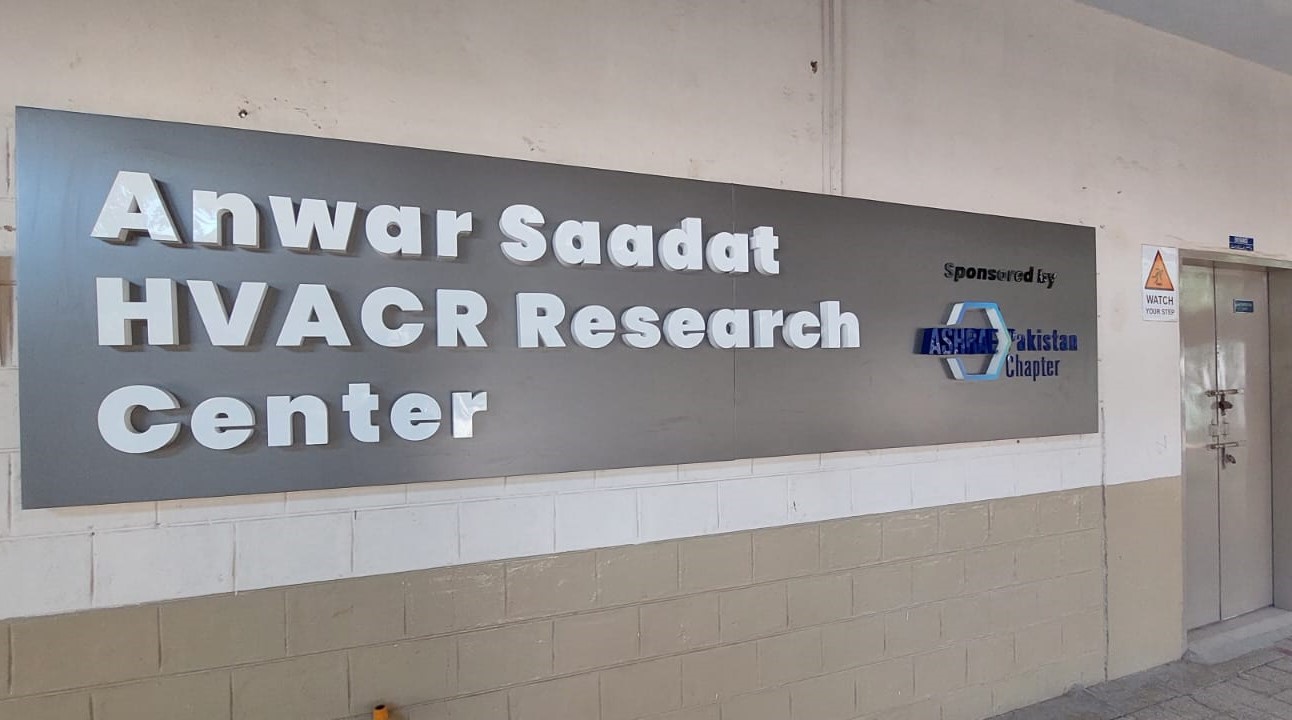 Anwar Saadat
HVACR Research
Center
Sponsored by
ASHRAE Pakistan
Chapter
WATCH
YOUR STEP